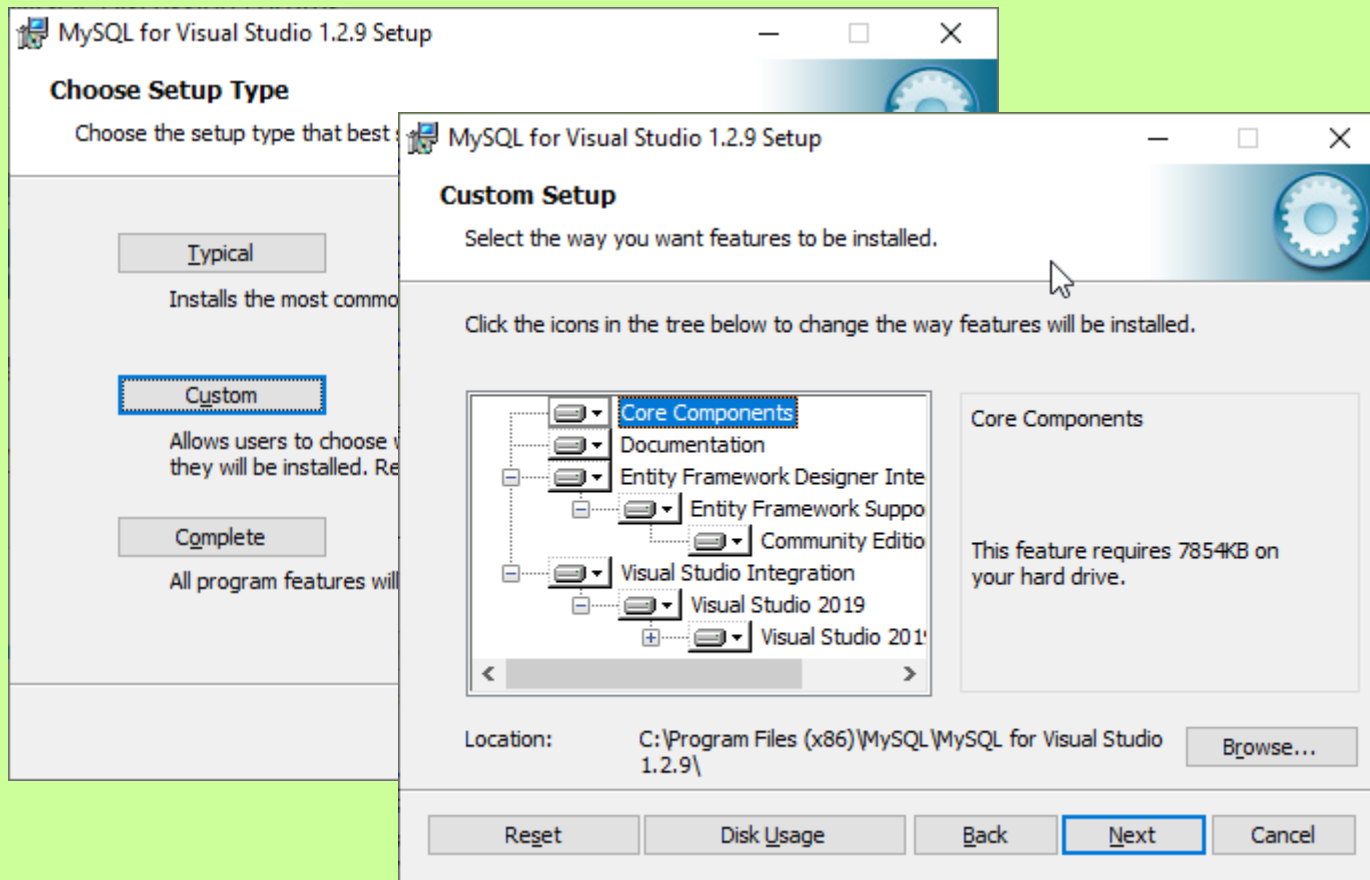 MySQL for Visual Studio 1.2.9 Setup
Choose Setup Type
Choose the setup type that best
Typical
Installs the most commo
Custom
Allows users to choose
they will be installed. Re
Complete
All program features will
MySQL for Visual Studio 1.2.9 Setup
Custom Setup
Select the way you want features to be installed.
Click the icons in the tree below to change the way features will be installed.
Core Components
Documentation
Entity Framework Designer Inte
Entity Framework Suppo
Community Editio
Visual Studio Integration
Visual Studio 2019
Visual Studio 201
Core Components
This feature requires 7854KB on
your hard drive.
Location:
C:\Program Files (x86)\MySQL\MySQL for Visual Studio
1.2.9\
Browse...
Reset
Disk Usage
Back
Next
Cancel